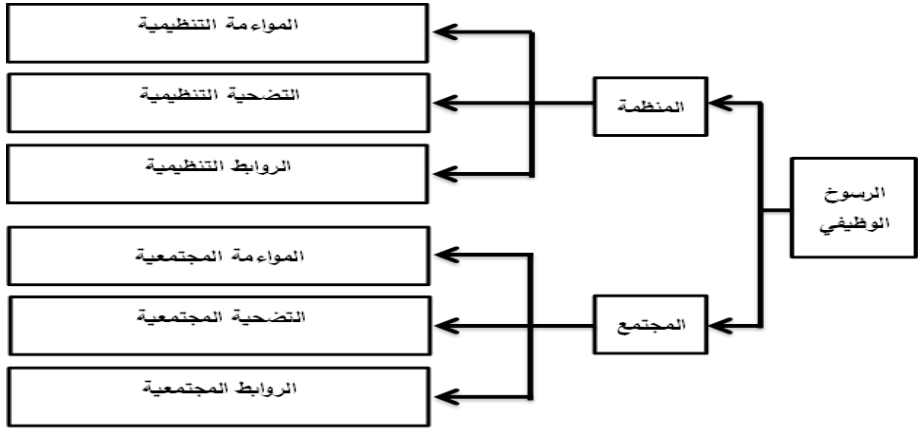 الرسوخ
الوظيفي
المنظمة
المواءمة التنظيمية
التضحية التنظيمية
الروابط التنظيمية
المجتمع
المواءمة المجتمعية
التضحية المجتمعية
الروابط المجتمعية